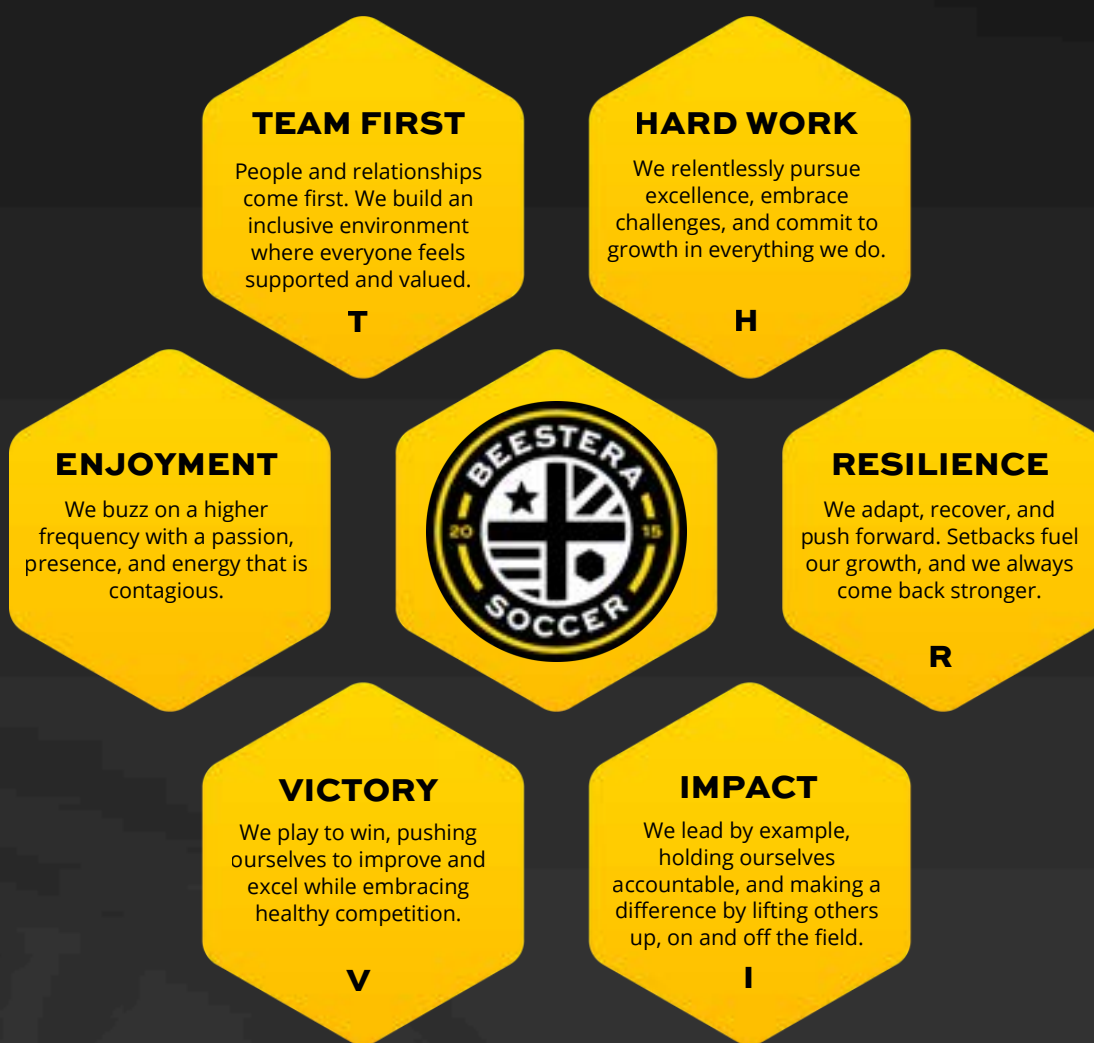 TEAM FIRST
People and relationships
come first. We build an
inclusive environment
where everyone feels
supported and valued.
T
HARD WORK
We relentlessly pursue
excellence, embrace
challenges, and commit to
growth in everything we do.
H
ENJOYMENT
We buzz on a higher
frequency with a passion,
presence, and energy that is
contagious.
BEESTERA
20 15
SOCCER
RESILIENCE
We adapt, recover, and
push forward. Setbacks fuel
our growth, and we always
come back stronger.
R
VICTORY
We play to win, pushing
ourselves to improve and
excel while embracing
healthy competition.
V
IMPACT
We lead by example,
holding ourselves
accountable, and making a
difference by lifting others
up, on and off the field.
I